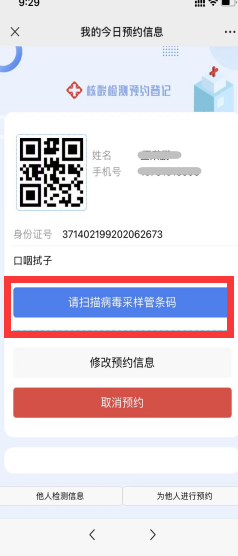 9:29
我的今日预约信息
核酸检测预约登记
姓名
手机号
身份证号 371402199202062673
口咽拭子
请扫描病毒采样管条码
修改预约信息
取消预约
他人检测信息 为他人进行预约